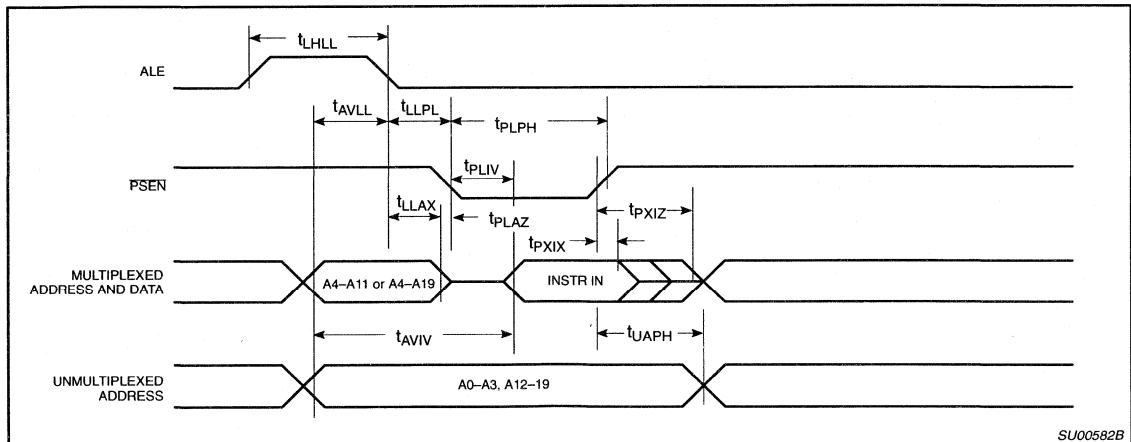 tLHLL
ALE
tAVLL
tLLPL
tPLPH
PSEN
tPLIV
tLLAX
tPLAZ
tPXIZ
tPXIX
MULTIPLEXED
ADDRESS AND DATA
A4–A11 or A4–A19
INSTR IN
tAVIV
tUAPH
UNMULTIPLEXED
ADDRESS
A0–A3, A12–19
SU00582B